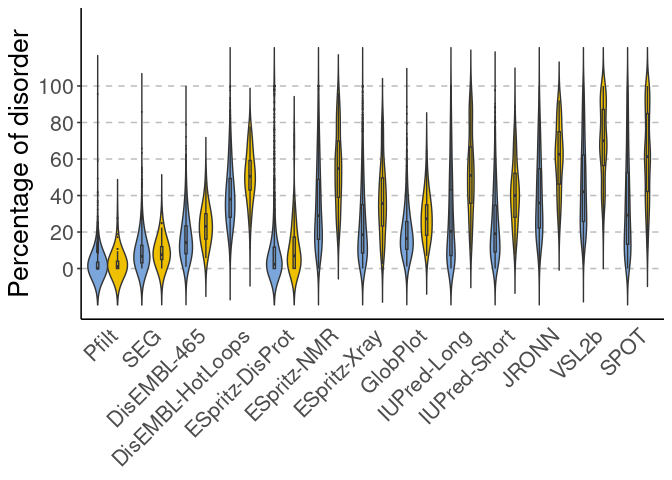 Percentage of disorder
100
80
60
40
20
0
Pfilt
SEG
DisEMBL-465
DisEMBL-HotLoops
ESpritz-DisProt
ESpritz-NMR
ESpritz-Xray
GlobPlot
IUPred-Long
IUPred-Short
JRONN
VSL2b
SPOT